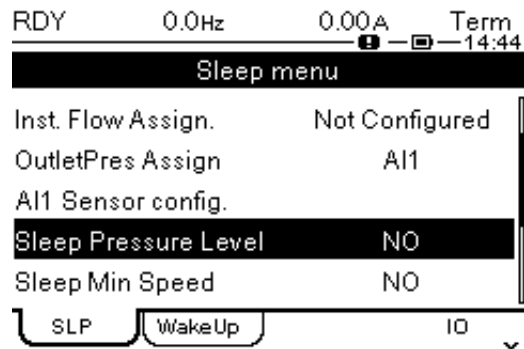 RDY 0.0Hz 0.00A Term
14:44
Sleep menu
Inst. Flow Assign. Not Configured
OutletPres Assign AI1
AI1 Sensor config.
Sleep Pressure Level NO
Sleep Min Speed NO
SLP WakeUp IO